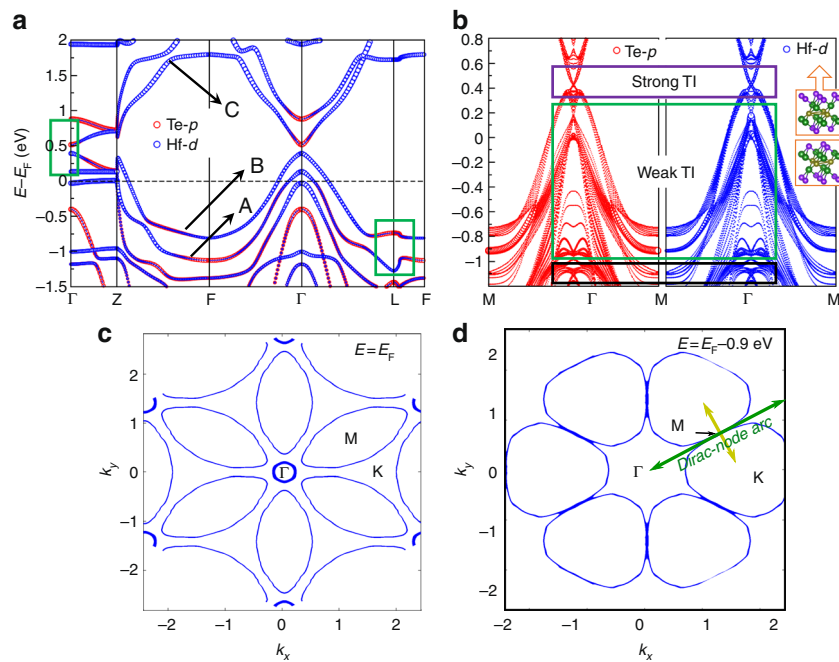 a
2
1.5
1
0.5
0
−0.5
−1.0
−1.5
E−E_F (eV)
Te-p
Hf-d
C
B
A
Γ
Z
F
Γ
L
F
b
0.8
0.6
0.4
0.2
0
−0.2
−0.4
−0.6
−0.8
−1
Te-p
Hf-d
Strong TI
Weak TI
M
Γ
M
Γ
M
c
E=E_F
2
1
0
−1
−2
k_y
M
K
Γ
−2
−1
0
1
2
k_x
d
E=E_F−0.9 eV
2
1
0
−1
−2
k_y
M
Γ
K
Dirac-node arc
−2
−1
0
1
2
k_x